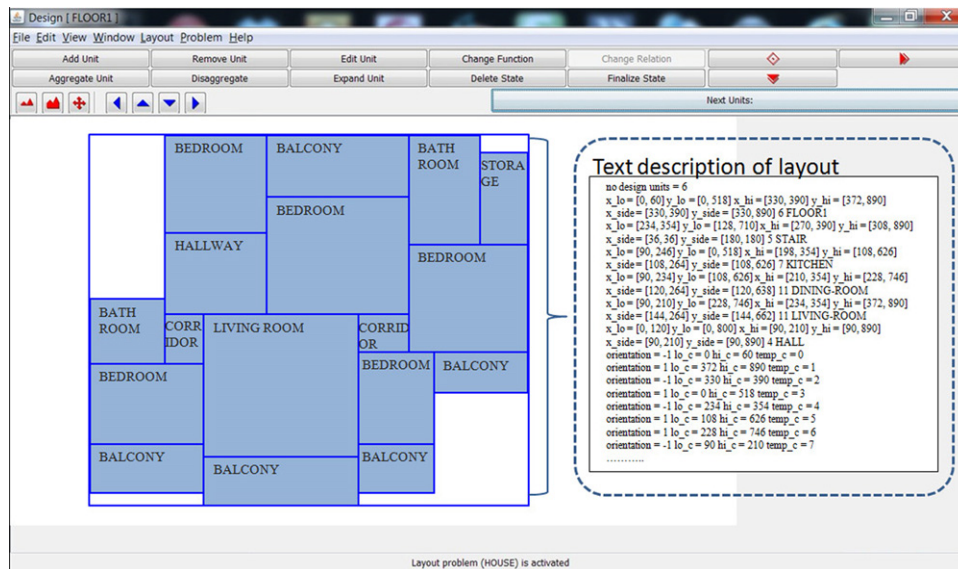 Design [ FLOOR1 ]
File Edit View Window Layout Problem Help
Add Unit Remove Unit Edit Unit Change Function Change Relation
Aggregate Unit Disaggregate Expand Unit Delete State Finalize State
Next Units:
BEDROOM
BALCONY
BATH
ROOM
STORA
GE
BEDROOM
HALLWAY
BEDROOM
BATH
ROOM
CORR
IDOR
LIVING ROOM
CORRID
OR
BEDROOM
BEDROOM
BALCONY
BALCONY
BALCONY
BALCONY
Text description of layout
no design units = 6
x_lo = [0, 60] y_lo = [0, 518] x_hi = [330, 390] y_hi = [372, 890]
x_side = [330, 390] y_side = [330, 890] 6 FLOOR1
x_lo = [234, 354] y_lo = [128, 710] x_hi = [270, 390] y_hi = [308, 890]
x_side = [36, 36] y_side = [180, 180] 5 STAIR
x_lo = [90, 246] y_lo = [0, 518] x_hi = [198, 354] y_hi = [108, 626]
x_side = [108, 264] y_side = [108, 626] 7 KITCHEN
x_lo = [90, 234] y_lo = [108, 626] x_hi = [210, 354] y_hi = [228, 746]
x_side = [120, 264] y_side = [120, 638] 11 DINING-ROOM
x_lo = [90, 210] y_lo = [228, 746] x_hi = [234, 354] y_hi = [372, 890]
x_side = [144, 264] y_side = [144, 662] 11 LIVING-ROOM
x_lo = [0, 120] y_lo = [0, 800] x_hi = [90, 210] y_hi = [90, 890]
x_side = [90, 210] y_side = [90, 890] 4 HALL
orientation = -1 lo_c = 0 hi_c = 60 temp_c = 0
orientation = 1 lo_c = 372 hi_c = 890 temp_c = 1
orientation = -1 lo_c = 330 hi_c = 390 temp_c = 2
orientation = 1 lo_c = 0 hi_c = 518 temp_c = 3
orientation = -1 lo_c = 234 hi_c = 354 temp_c = 4
orientation = 1 lo_c = 108 hi_c = 626 temp_c = 5
orientation = 1 lo_c = 228 hi_c = 746 temp_c = 6
orientation = -1 lo_c = 90 hi_c = 210 temp_c = 7
...........
Layout problem (HOUSE) is activated